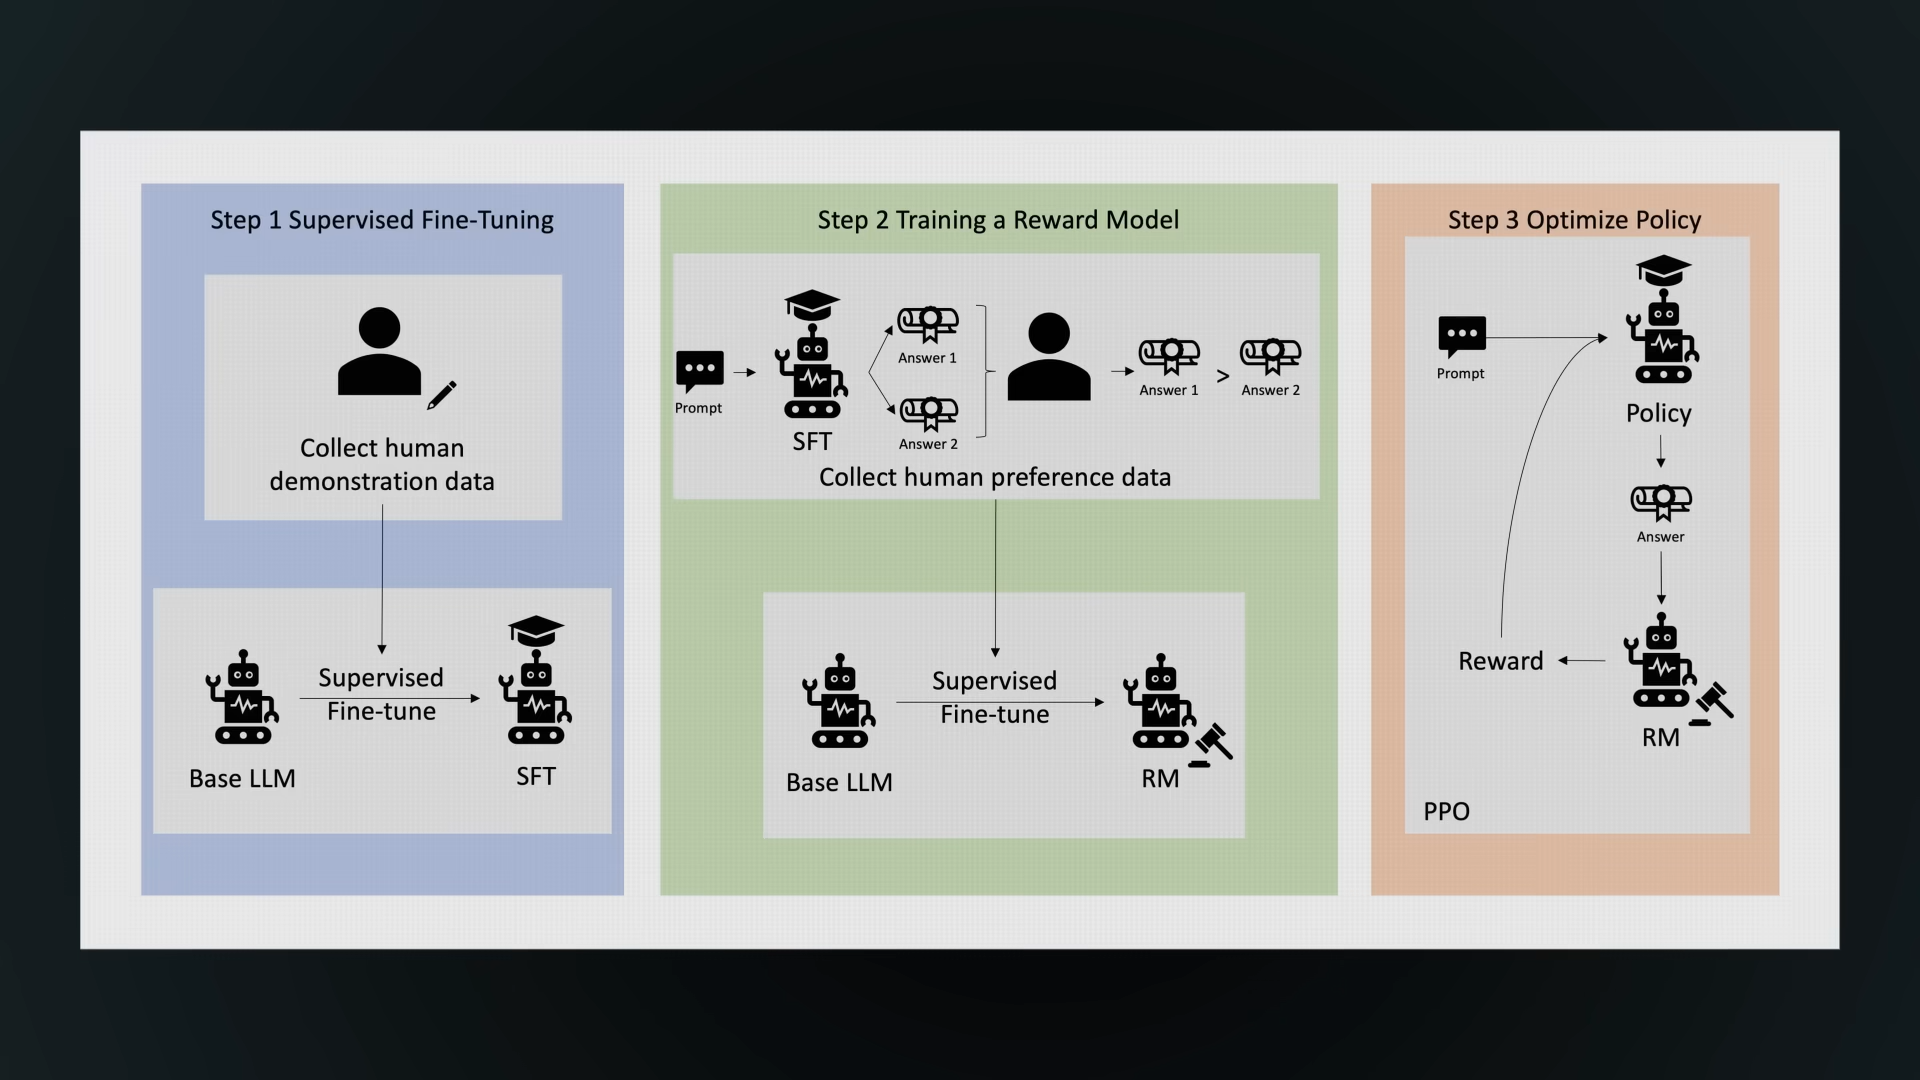 Step 1 Supervised Fine-Tuning
Collect human
demonstration data
Supervised
Fine-tune
Base LLM
SFT
Step 2 Training a Reward Model
Prompt
SFT
Answer 1
Answer 2
Answer 1
>
Answer 2
Collect human preference data
Supervised
Fine-tune
Base LLM
RM
Step 3 Optimize Policy
Prompt
Policy
Answer
Reward
RM
PPO